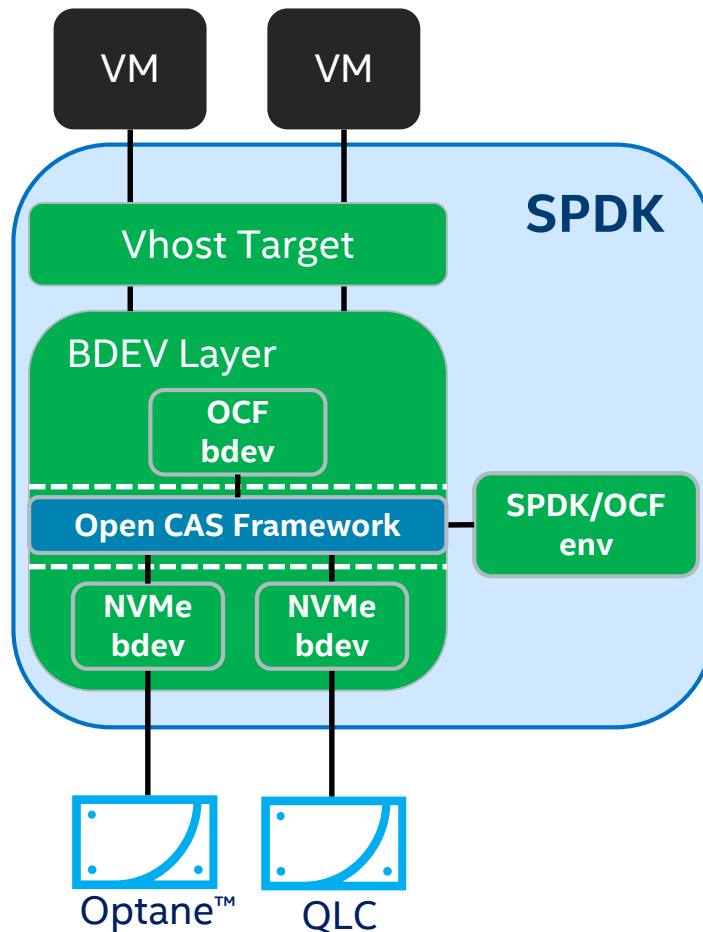 VM
VM
SPDK
Vhost Target
BDEV Layer
OCF
bdev
Open CAS Framework
SPDK/OCF
env
NVMe
bdev
NVMe
bdev
Optane™
QLC